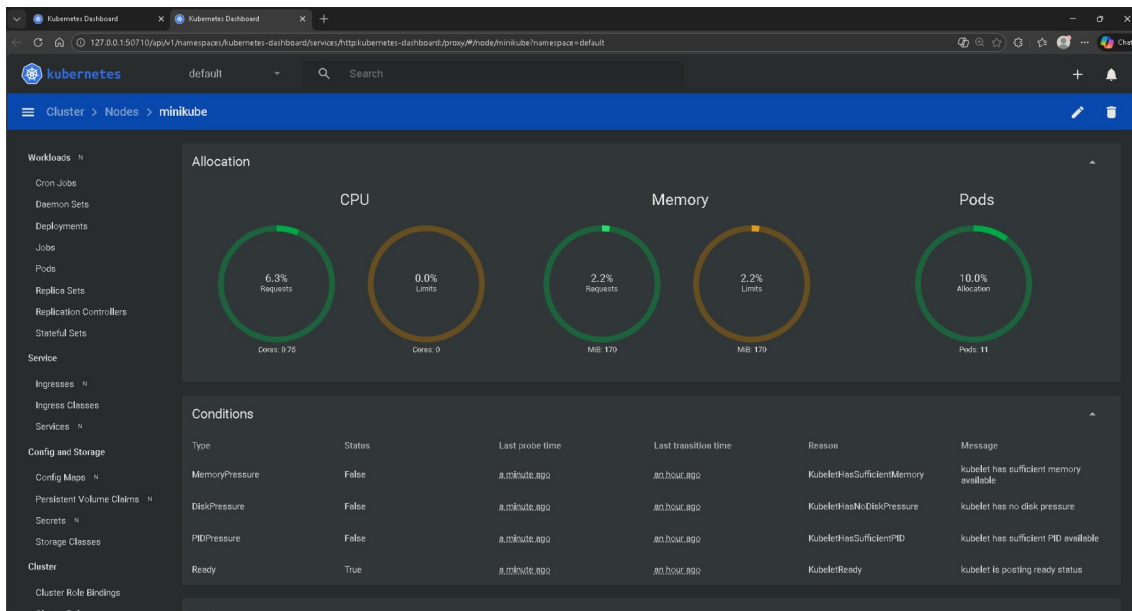 Kubernetes Dashboard
Kubernetes Dashboard
127.0.0.1:50710/api/v1/namespaces/kubernetes-dashboard/services/http:kubernetes-dashboard:/proxy/#/node/minikube?namespace=default
Chat
kubernetes
default
Search
Cluster > Nodes > minikube
Workloads N
Cron Jobs
Daemon Sets
Deployments
Jobs
Pods
Replica Sets
Replication Controllers
Stateful Sets
Service
Ingresses N
Ingress Classes
Services N
Config and Storage
Config Maps N
Persistent Volume Claims N
Secrets N
Storage Classes
Cluster
Cluster Role Bindings
Allocation
CPU Memory Pods
6.3% 0.0% 2.2% 2.2% 10.0%
Requests Limits Requests Limits Allocation
Cores: 0.75 Cores: 0 MiB: 170 MiB: 170 Pods: 11
Conditions
Type Status Last probe time Last transition time Reason Message
MemoryPressure False a minute ago an hour ago KubeletHasSufficientMemory kubelet has sufficient memory
available
DiskPressure False a minute ago an hour ago KubeletHasNoDiskPressure kubelet has no disk pressure
PIDPressure False a minute ago an hour ago KubeletHasSufficientPID kubelet has sufficient PID available
Ready True a minute ago an hour ago KubeletReady kubelet is posting ready status